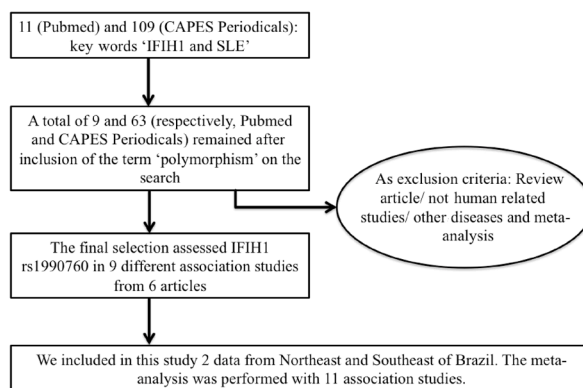 11 (Pubmed) and 109 (CAPES Periodicals):
key words ‘IFIH1 and SLE’
A total of 9 and 63 (respectively, Pubmed
and CAPES Periodicals) remained after
inclusion of the term ‘polymorphism’ on the
search
As exclusion criteria: Review
article/ not human related
studies/ other diseases and meta-
analysis
The final selection assessed IFIH1
rs1990760 in 9 different association studies
from 6 articles
We included in this study 2 data from Northeast and Southeast of Brazil. The meta-
analysis was performed with 11 association studies.